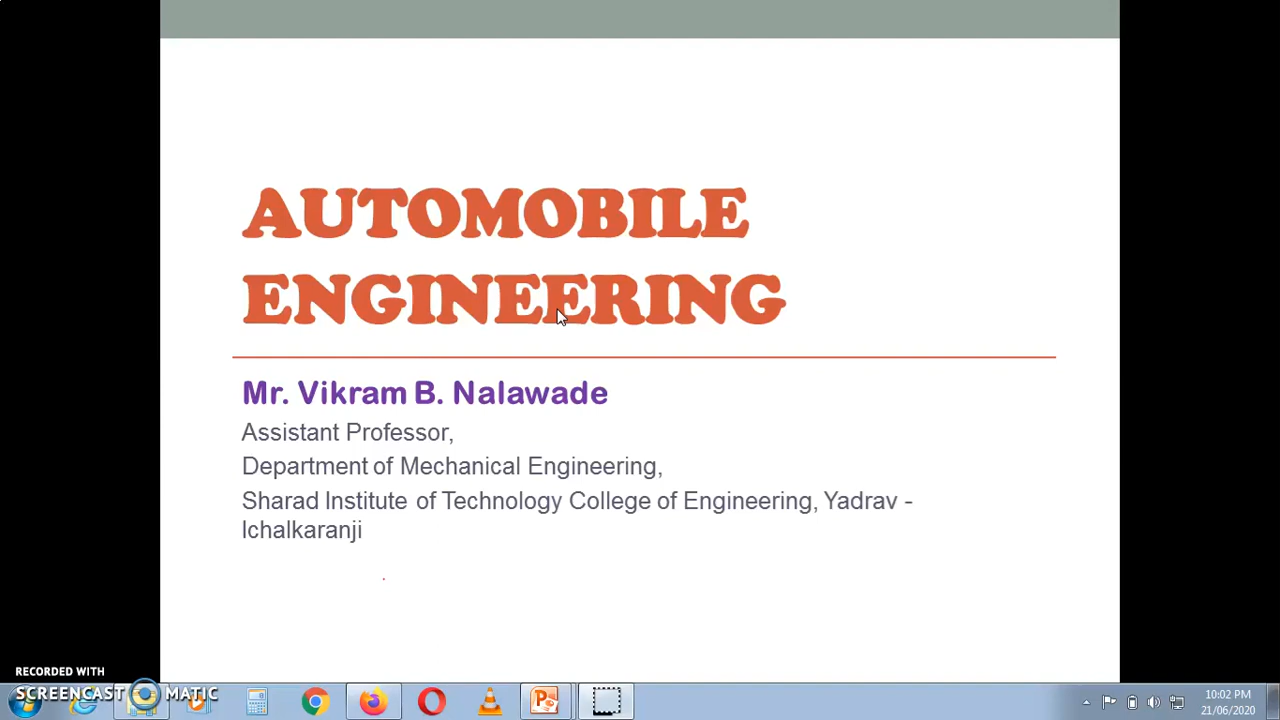 AUTOMOBILE
ENGINEERING
Mr. Vikram B. Nalawade
Assistant Professor,
Department of Mechanical Engineering,
Sharad Institute of Technology College of Engineering, Yadrav -
Ichalkaranji
RECORDED WITH
SCREENCAST MATIC
10:02 PM
21/06/2020